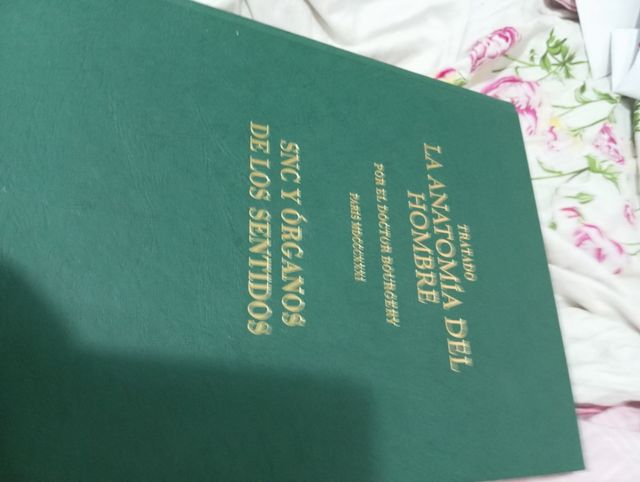 TRATADO
LA ANATOMÍA DEL
HOMBRE
POR EL DOCTOR BOURGERY
PARIS
SNC Y ÓRGANOS
DE LOS SENTIDOS